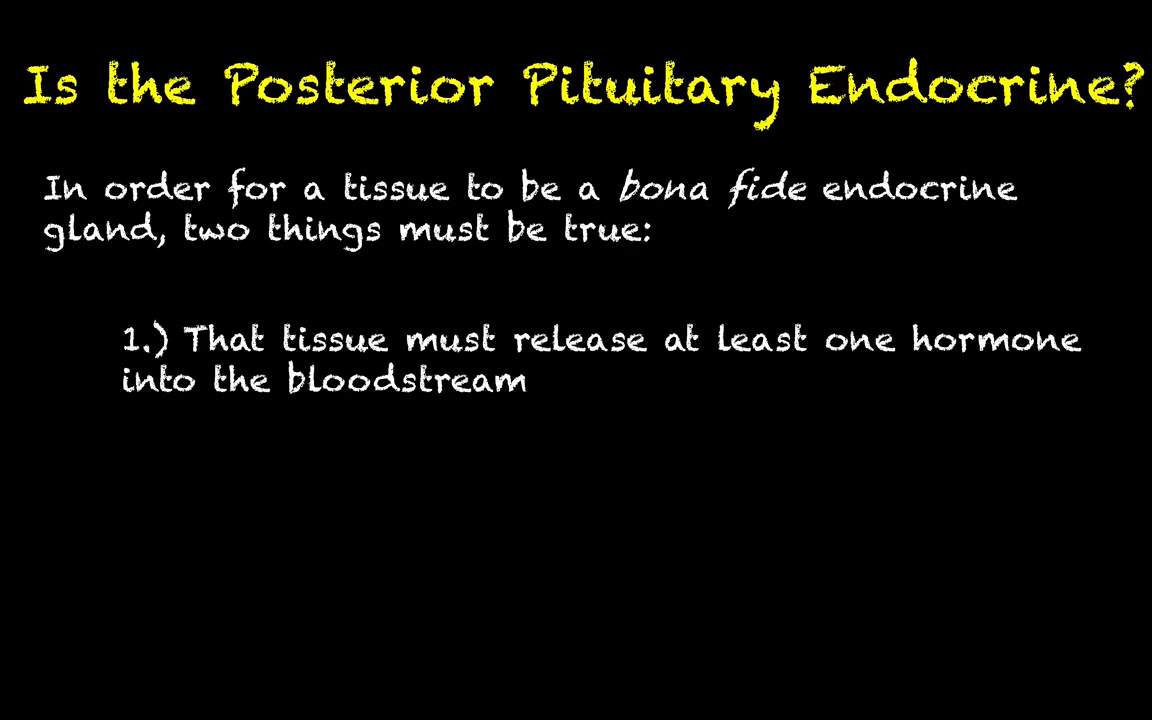 Is the Posterior Pituitary Endocrine?
In order for a tissue to be a bona fide endocrine
gland, two things must be true:
1.) That tissue must release at least one hormone
into the bloodstream